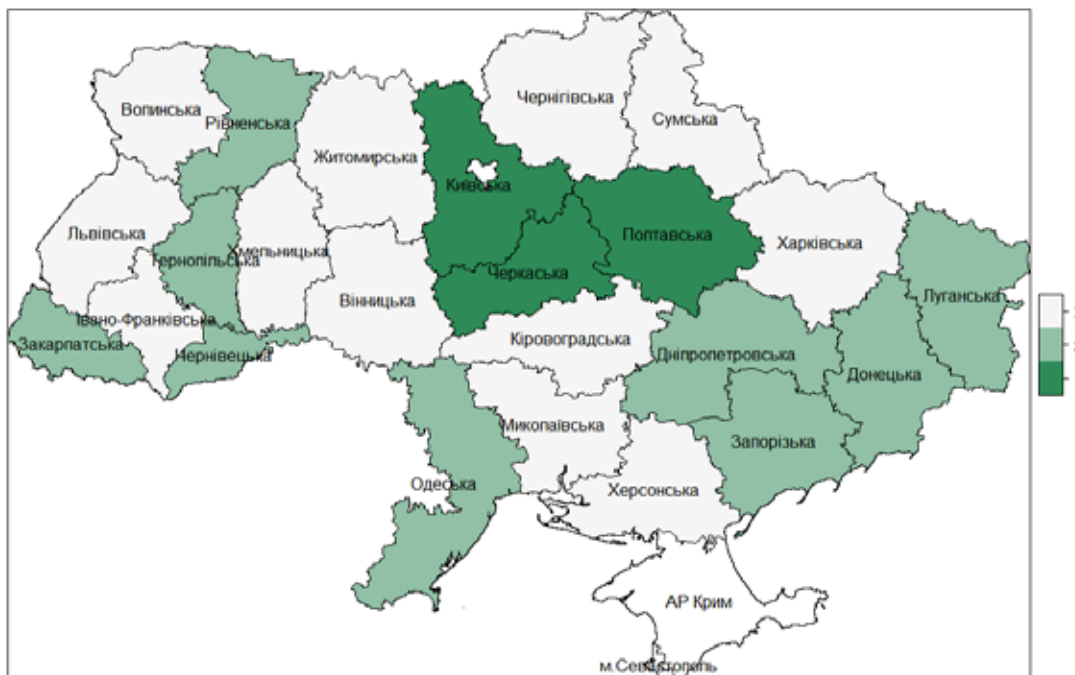 Волинська
Рівненська
Житомирська
Київська
Чернігівська
Сумська
Львівська
Тернопільська
Хмельницька
Вінницька
Черкаська
Полтавська
Харківська
Луганська
Івано-Франківська
Закарпатська
Чернівецька
Кіровоградська
Дніпропетровська
Донецька
Миколаївська
Запорізька
Одеська
Херсонська
АР Крим
м.Севастополь